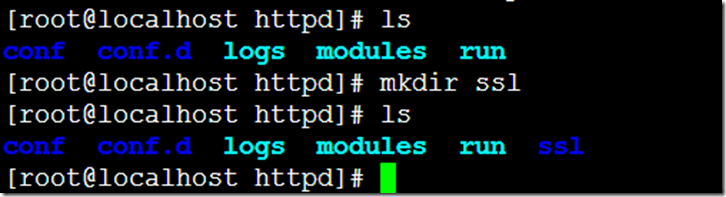 [root@localhost httpd]# ls
conf  conf.d  logs  modules  run
[root@localhost httpd]# mkdir ssl
[root@localhost httpd]# ls
conf  conf.d  logs  modules  run  ssl
[root@localhost httpd]#